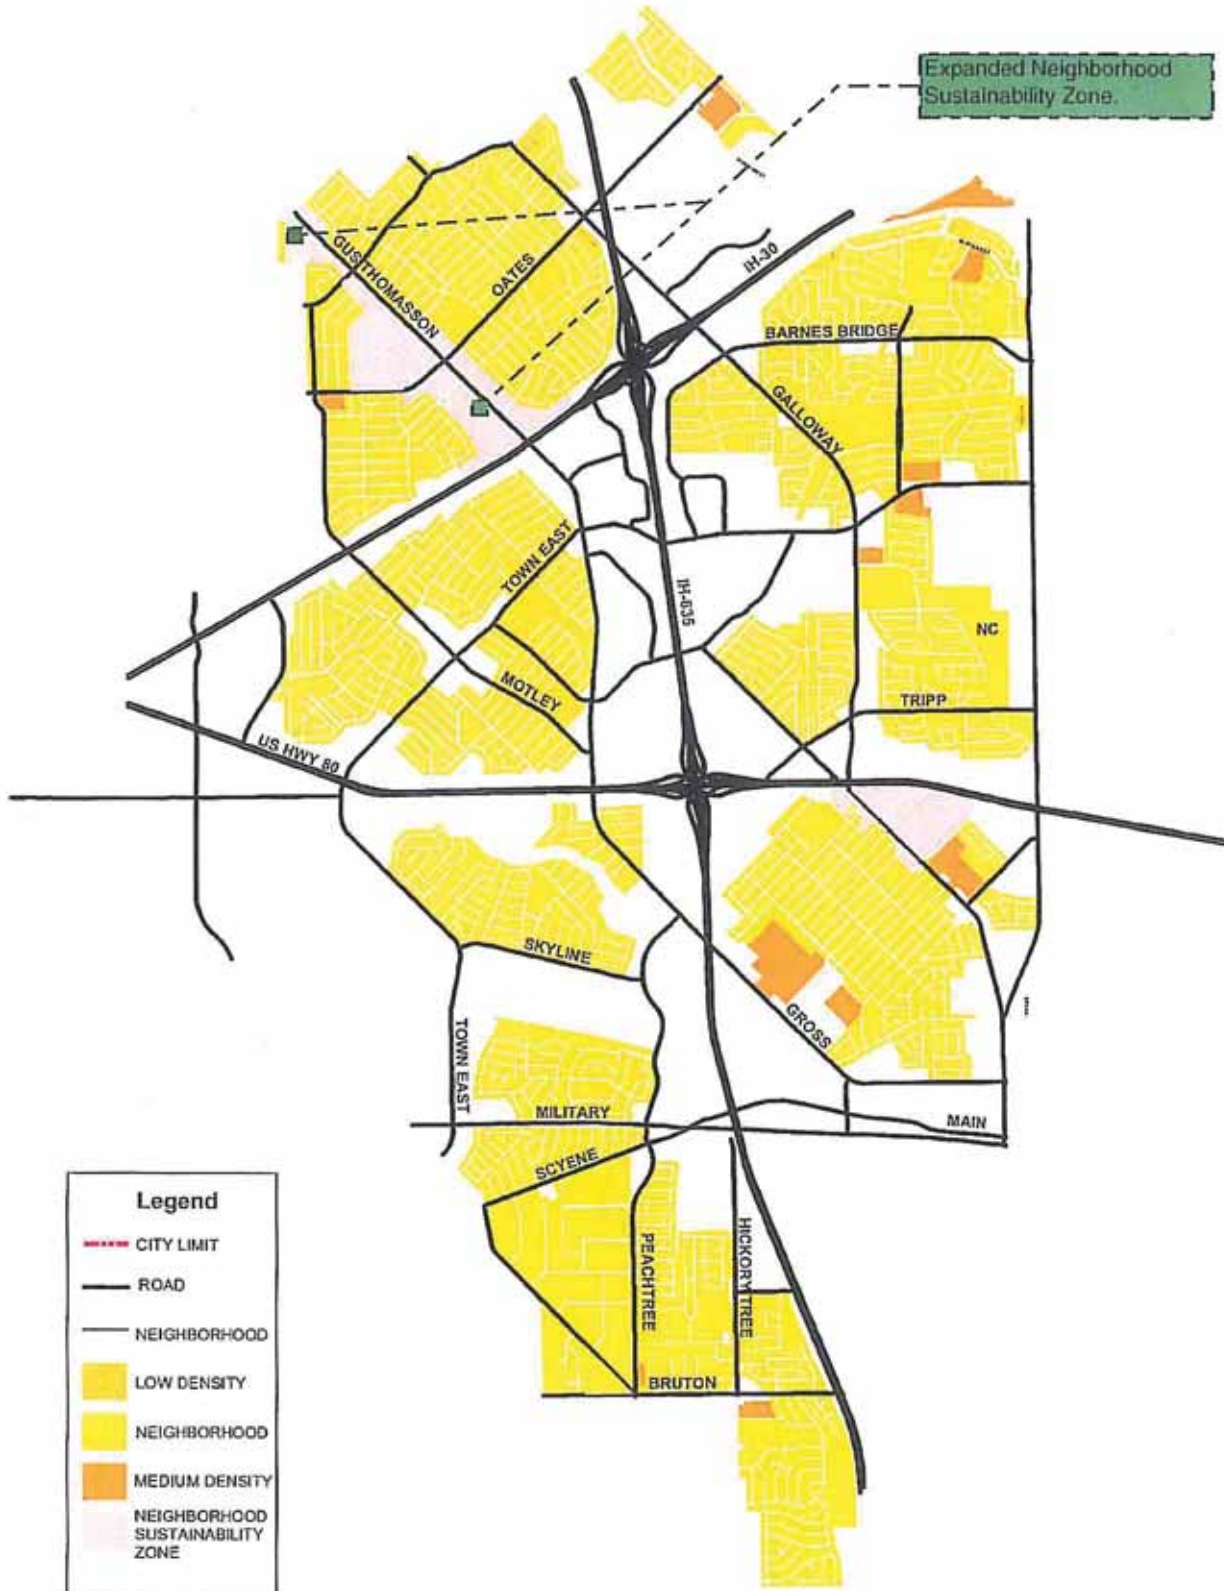 Expanded Neighborhood
Sustainability Zone.
GUS THOMASSON
OATES
IH-30
BARNES BRIDGE
GALLOWAY
TOWN EAST
IH-635
NC
MOTLEY
TRIPP
US HWY 80
SKYLINE
GROSS
TOWN EAST
MILITARY
MAIN
SCYENE
PEACHTREE
HICKORY TREE
BRUTON
Legend
CITY LIMIT
ROAD
NEIGHBORHOOD
LOW DENSITY
NEIGHBORHOOD
MEDIUM DENSITY
NEIGHBORHOOD
SUSTAINABILITY
ZONE